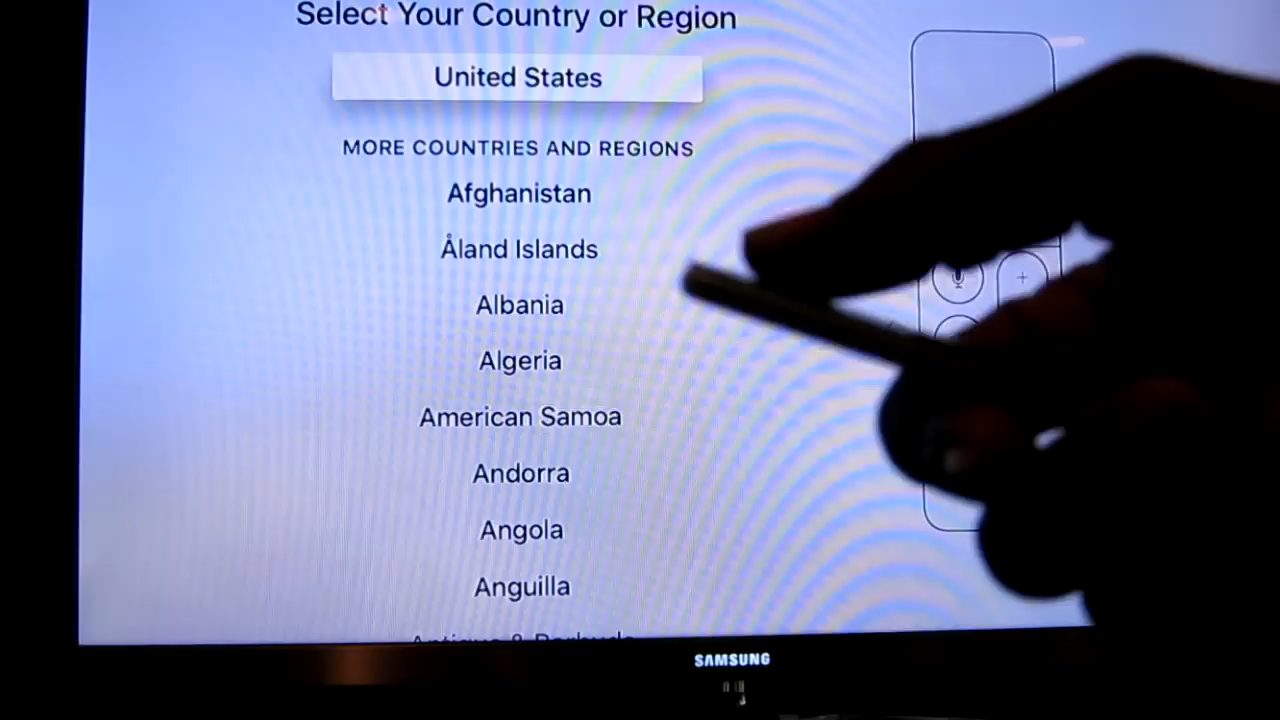 Select Your Country or Region
United States
MORE COUNTRIES AND REGIONS
Afghanistan
Åland Islands
Albania
Algeria
American Samoa
Andorra
Angola
Anguilla
SAMSUNG